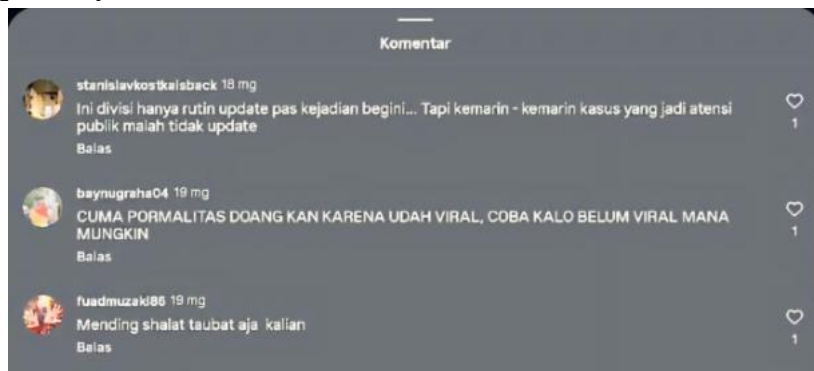 Komentar
stanislavkostkaisback 18 mg
Ini divisi hanya rutin update pas kejadian begini... Tapi kemarin - kemarin kasus yang jadi atensi
publik malah tidak update
1
Balas
baynugraha04 19 mg
CUMA PORMALITAS DOANG KAN KARENA UDAH VIRAL, COBA KALO BELUM VIRAL MANA
MUNGKIN
1
Balas
fuadmuzaki86 19 mg
Mending shalat taubat aja kalian
1
Balas